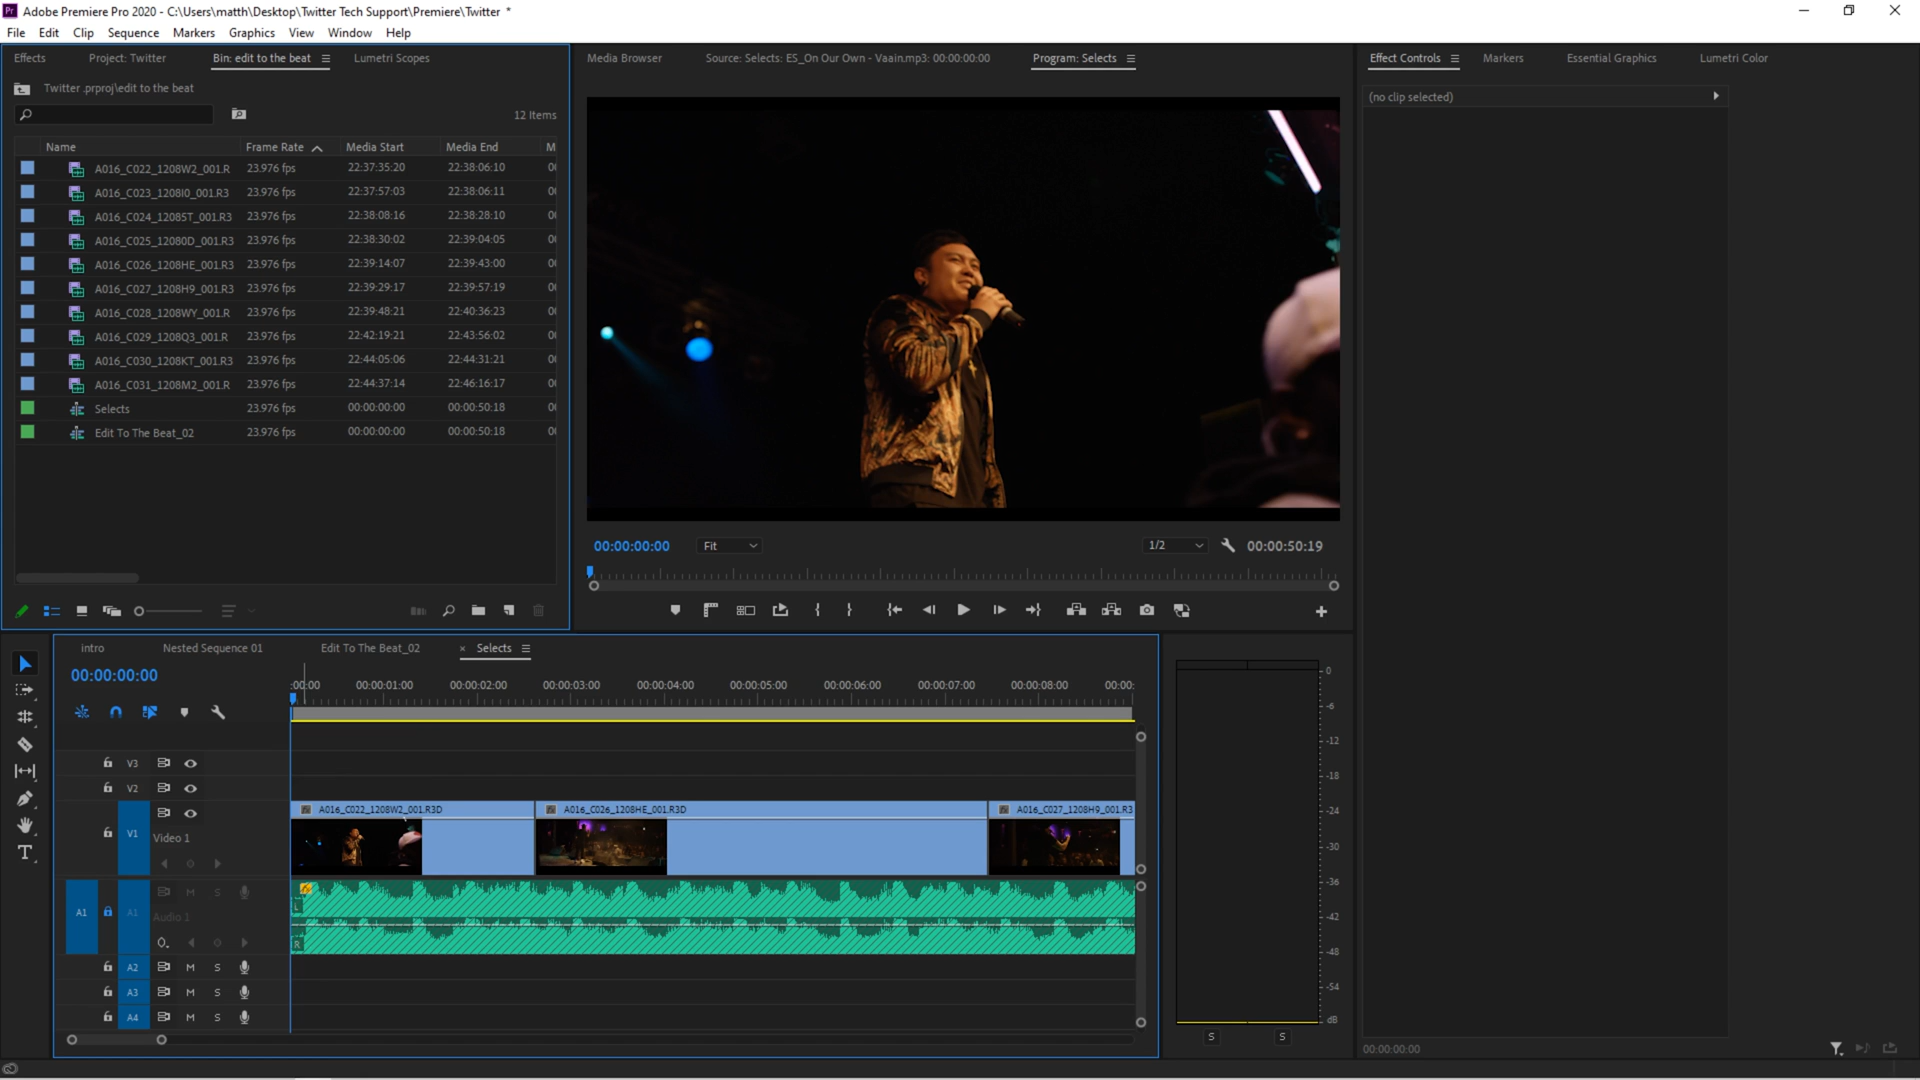 Adobe Premiere Pro 2020 - C:\Users\matth\Desktop\Twitter Tech Support\Premiere\Twitter *
File Edit Clip Sequence Markers Graphics View Window Help
Effects Project: Twitter Bin: edit to the beat Lumetri Scopes
Twitter .prproj\edit to the beat
12 Items
Name Frame Rate Media Start Media End M
A016_C022_1208W2_001.R 23.976 fps 22:37:35:20 22:38:06:10 00
A016_C023_1208I0_001.R3 23.976 fps 22:37:57:03 22:38:06:11 00
A016_C024_12085T_001.R3 23.976 fps 22:38:08:16 22:38:28:10 00
A016_C025_12080D_001.R3 23.976 fps 22:38:30:02 22:39:04:05 00
A016_C026_1208HE_001.R3 23.976 fps 22:39:14:07 22:39:43:00 00
A016_C027_1208H9_001.R3 23.976 fps 22:39:29:17 22:39:57:19 00
A016_C028_1208WY_001.R 23.976 fps 22:39:48:21 22:40:36:23 00
A016_C029_1208Q3_001.R 23.976 fps 22:42:19:21 22:43:56:02 00
A016_C030_1208KT_001.R3 23.976 fps 22:44:05:06 22:44:31:21 00
A016_C031_1208M2_001.R 23.976 fps 22:44:37:14 22:46:16:17 00
Selects 23.976 fps 00:00:00:00 00:00:50:18 00
Edit To The Beat_02 23.976 fps 00:00:00:00 00:00:50:18 00
Media Browser Source: Selects: ES_On Our Own - Vaain.mp3: 00:00:00:00 Program: Selects
00:00:00:00 Fit 1/2 00:00:50:19
Effect Controls Markers Essential Graphics Lumetri Color
(no clip selected)
00:00:00:00
intro Nested Sequence 01 Edit To The Beat_02 × Selects
00:00:00:00
:00:00 00:00:01:00 00:00:02:00 00:00:03:00 00:00:04:00 00:00:05:00 00:00:06:00 00:00:07:00 00:00:08:00 00:00:
V3
V2
V1
Video 1
A016_C022_1208W2_001.R3D A016_C026_1208HE_001.R3D A016_C027_1208H9_001.R3
A1 A1 M S
Audio 1
L
R
A2 M S
A3 M S
A4 M S
0
-6
-12
-18
-24
-30
-36
-42
-48
-54
dB
S S